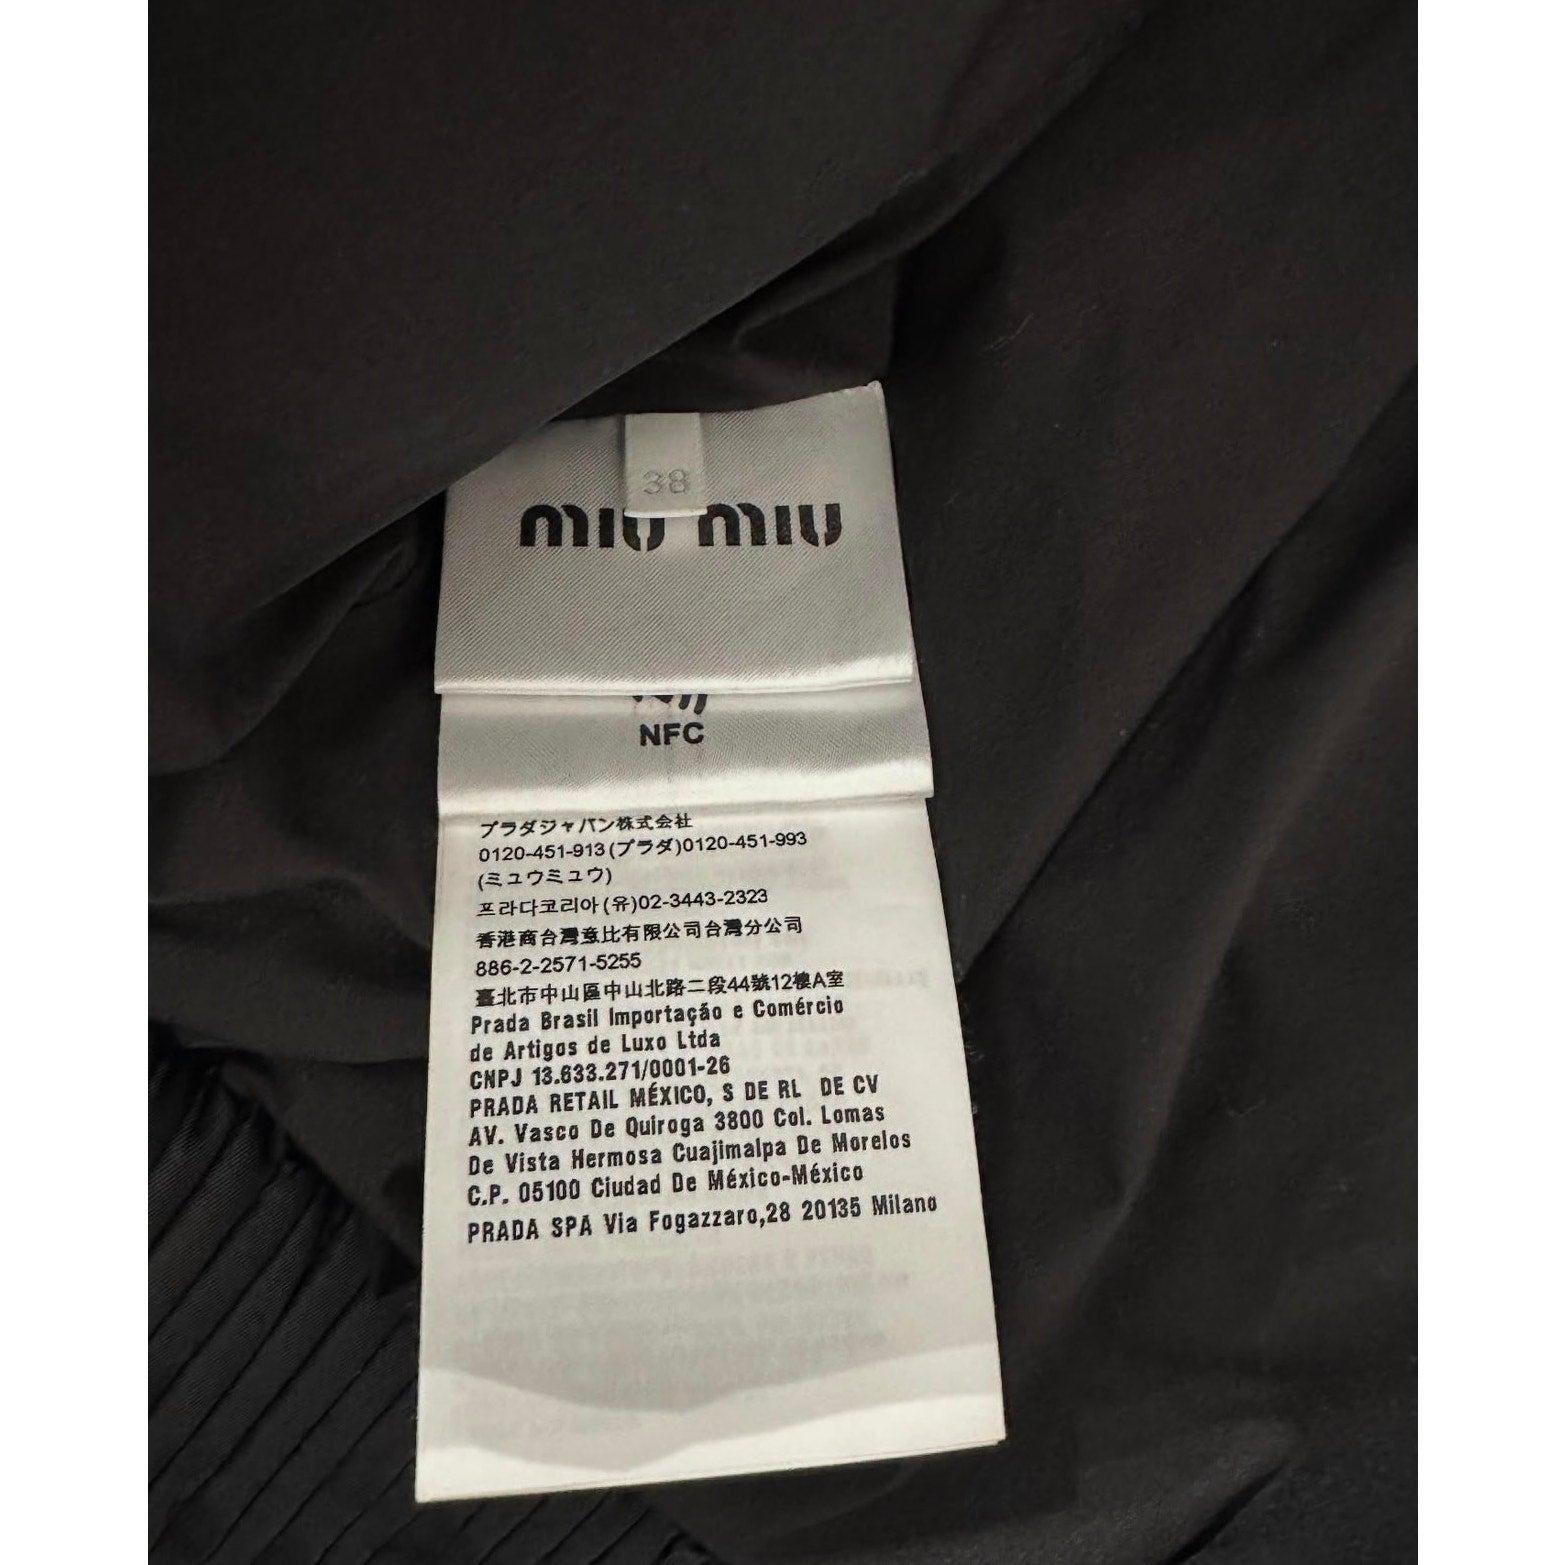 38
miu miu
NFC
プラダジャパン株式会社
0120-451-913(プラダ)0120-451-993
(ミュウミュウ)
프라다코리아(유)02-3443-2323
香港商台灣意比有限公司台灣分公司
886-2-2571-5255
臺北市中山區中山北路二段44號12樓A室
Prada Brasil Importação e Comércio
de Artigos de Luxo Ltda
CNPJ 13.633.271/0001-26
PRADA RETAIL MÉXICO, S DE RL DE CV
AV. Vasco De Quiroga 3800 Col. Lomas
De Vista Hermosa Cuajimalpa De Morelos
C.P. 05100 Ciudad De México-México
PRADA SPA Via Fogazzaro,28 20135 Milano